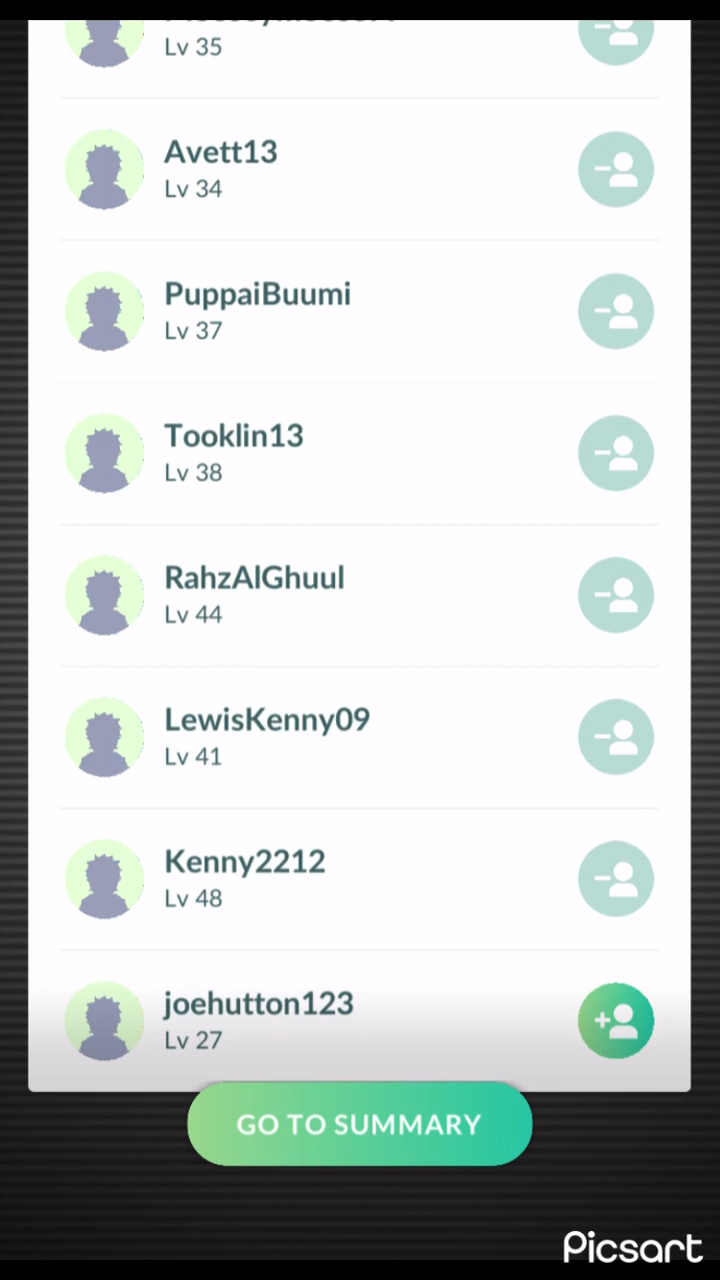 Lv 35
Avett13
Lv 34
PuppaiBuumi
Lv 37
Tooklin13
Lv 38
RahzAlGhuul
Lv 44
LewisKenny09
Lv 41
Kenny2212
Lv 48
joehutton123
Lv 27
GO TO SUMMARY
Picsart